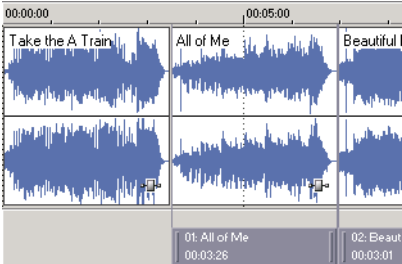 00:00:00 00:05:00
Take the A Train All of Me Beautiful
01: All of Me 02: Beaut
00:03:26 00:03:01